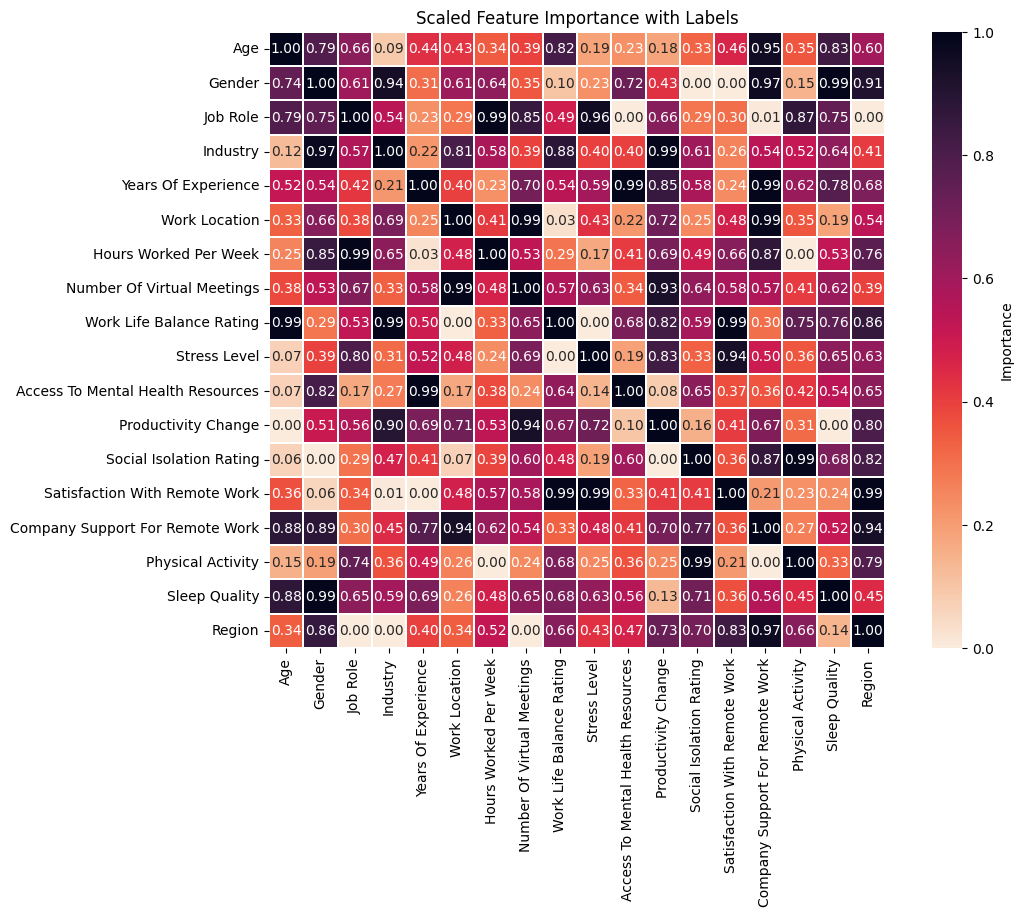 Scaled Feature Importance with Labels
Age 1.00 0.79 0.66 0.09 0.44 0.43 0.34 0.39 0.82 0.19 0.23 0.18 0.33 0.46 0.95 0.35 0.83 0.60
Gender 0.74 1.00 0.61 0.94 0.31 0.61 0.64 0.35 0.10 0.23 0.72 0.43 0.00 0.00 0.97 0.15 0.99 0.91
Job Role 0.79 0.75 1.00 0.54 0.23 0.29 0.99 0.85 0.49 0.96 0.00 0.66 0.29 0.30 0.01 0.87 0.75 0.00
Industry 0.12 0.97 0.57 1.00 0.22 0.81 0.58 0.39 0.88 0.40 0.40 0.99 0.61 0.26 0.54 0.52 0.64 0.41
Years Of Experience 0.52 0.54 0.42 0.21 1.00 0.40 0.23 0.70 0.54 0.59 0.99 0.85 0.58 0.24 0.99 0.62 0.78 0.68
Work Location 0.33 0.66 0.38 0.69 0.25 1.00 0.41 0.99 0.03 0.43 0.22 0.72 0.25 0.48 0.99 0.35 0.19 0.54
Hours Worked Per Week 0.25 0.85 0.99 0.65 0.03 0.48 1.00 0.53 0.29 0.17 0.41 0.69 0.49 0.66 0.87 0.00 0.53 0.76
Number Of Virtual Meetings 0.38 0.53 0.67 0.33 0.58 0.99 0.48 1.00 0.57 0.63 0.34 0.93 0.64 0.58 0.57 0.41 0.62 0.39
Work Life Balance Rating 0.99 0.29 0.53 0.99 0.50 0.00 0.33 0.65 1.00 0.00 0.68 0.82 0.59 0.99 0.30 0.75 0.76 0.86
Stress Level 0.07 0.39 0.80 0.31 0.52 0.48 0.24 0.69 0.00 1.00 0.19 0.83 0.33 0.94 0.50 0.36 0.65 0.63
Access To Mental Health Resources 0.07 0.82 0.17 0.27 0.99 0.17 0.38 0.24 0.64 0.14 1.00 0.08 0.65 0.37 0.36 0.42 0.54 0.65
Productivity Change 0.00 0.51 0.56 0.90 0.69 0.71 0.53 0.94 0.67 0.72 0.10 1.00 0.16 0.41 0.67 0.31 0.00 0.80
Social Isolation Rating 0.06 0.00 0.29 0.47 0.41 0.07 0.39 0.60 0.48 0.19 0.60 0.00 1.00 0.36 0.87 0.99 0.68 0.82
Satisfaction With Remote Work 0.36 0.06 0.34 0.01 0.00 0.48 0.57 0.58 0.99 0.99 0.33 0.41 0.41 1.00 0.21 0.23 0.24 0.99
Company Support For Remote Work 0.88 0.89 0.30 0.45 0.77 0.94 0.62 0.54 0.33 0.48 0.41 0.70 0.77 0.36 1.00 0.27 0.52 0.94
Physical Activity 0.15 0.19 0.74 0.36 0.49 0.26 0.00 0.24 0.68 0.25 0.36 0.25 0.99 0.21 0.00 1.00 0.33 0.79
Sleep Quality 0.88 0.99 0.65 0.59 0.69 0.26 0.48 0.65 0.68 0.63 0.56 0.13 0.71 0.36 0.56 0.45 1.00 0.45
Region 0.34 0.86 0.00 0.00 0.40 0.34 0.52 0.00 0.66 0.43 0.47 0.73 0.70 0.83 0.97 0.66 0.14 1.00
Age
Gender
Job Role
Industry
Years Of Experience
Work Location
Hours Worked Per Week
Number Of Virtual Meetings
Work Life Balance Rating
Stress Level
Access To Mental Health Resources
Productivity Change
Social Isolation Rating
Satisfaction With Remote Work
Company Support For Remote Work
Physical Activity
Sleep Quality
Region
1.0
0.8
0.6
0.4
0.2
0.0
Importance